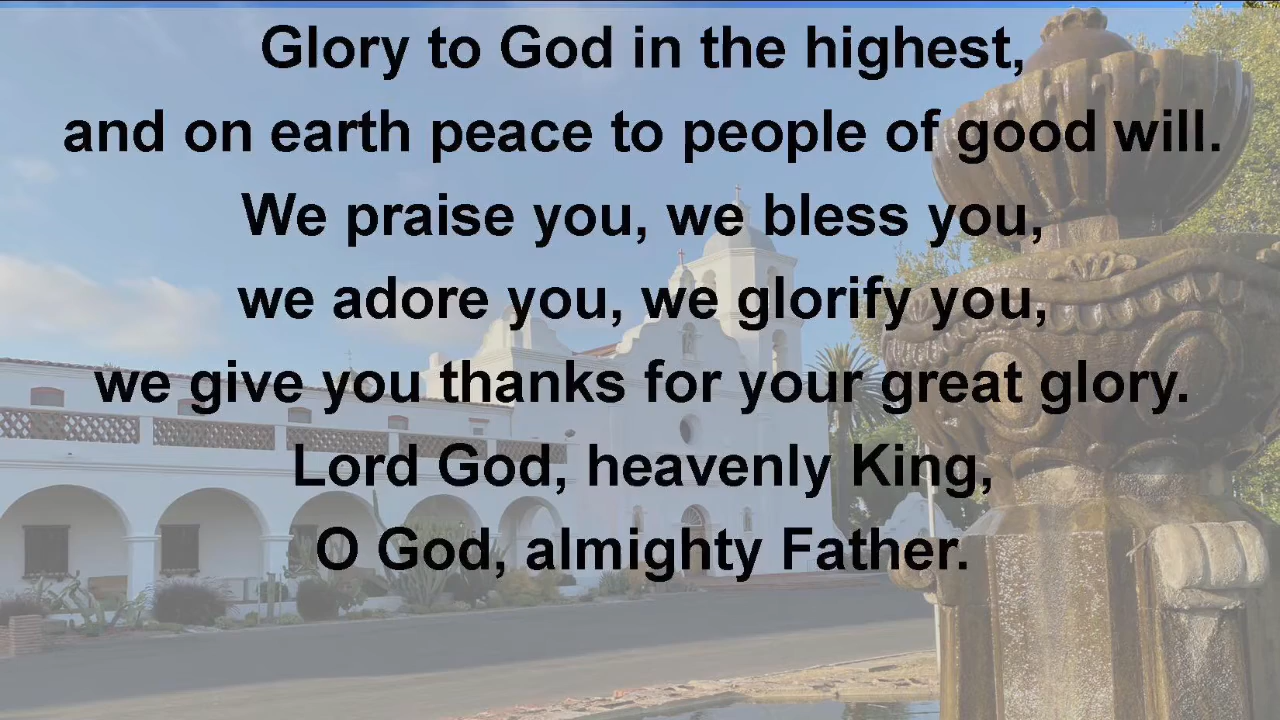 Glory to God in the highest,
and on earth peace to people of good will.
We praise you, we bless you,
we adore you, we glorify you,
we give you thanks for your great glory.
Lord God, heavenly King,
O God, almighty Father.